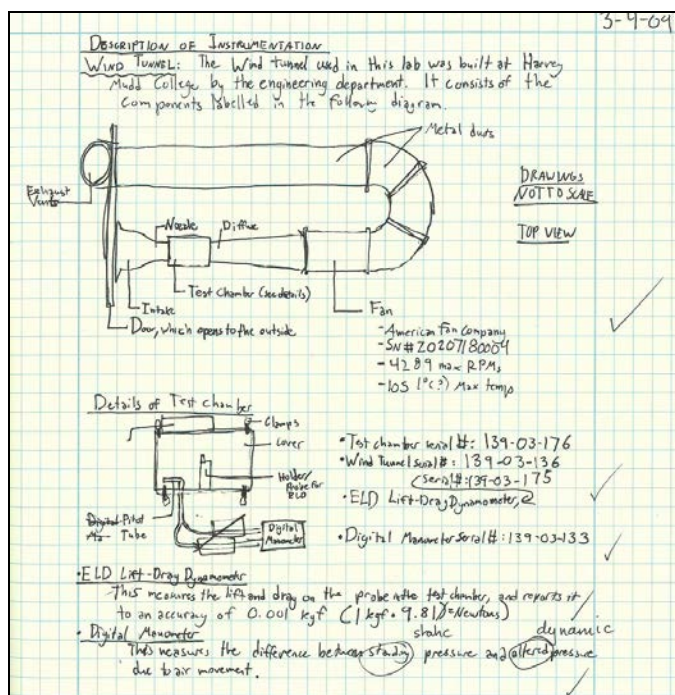 3-4-04
DESCRIPTION OF INSTRUMENTATION
WIND TUNNEL: The Wind tunnel used in this lab was built at Harvey
Mudd College by the engineering department. It consists of the
Components labelled in the following diagram.
Metal ducts
Exhaust
Vents
DRAWINGS
NOT TO SCALE
TOP VIEW
Nozzle
Diffuser
Test Chamber (see details)
Intake
Door, which opens to the outside
Fan
-American Fan Company
-SN# 20207180004
-4289 max RPMs
-105 1°(?) Max temp
Details of Test chamber
Clamps
Cover
Holder/
Probe for
ELD
Pitot
Tube
Digital
Manometer
• Test chamber serial #: 139-03-176
• Wind Tunnel serial #: 139-03-136
(serial#: 139-03-175
• ELD Lift-Drag Dynamometer,
• Digital Manometer Serial #: 139-03-133
• ELD Lift-Drag Dynamometer
This measures the lift and drag on the probe in the test chamber, and reports it
to an accuracy of 0.001 kgf (1 kgf * 9.81 = Newtons)
static dynamic
• Digital Manometer
This measures the difference between standing pressure and altered pressure
due to air movement.